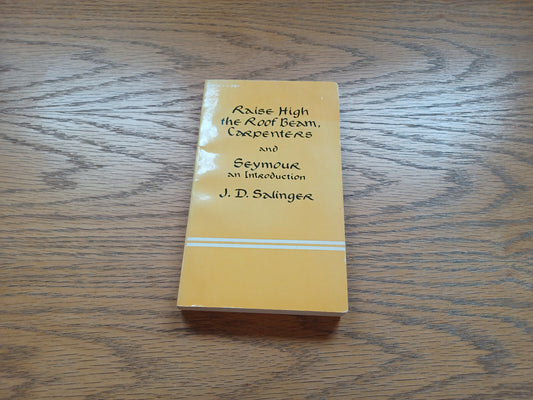 Raise High
the Roof Beam,
Carpenters
and
Seymour
an Introduction
J. D. Salinger